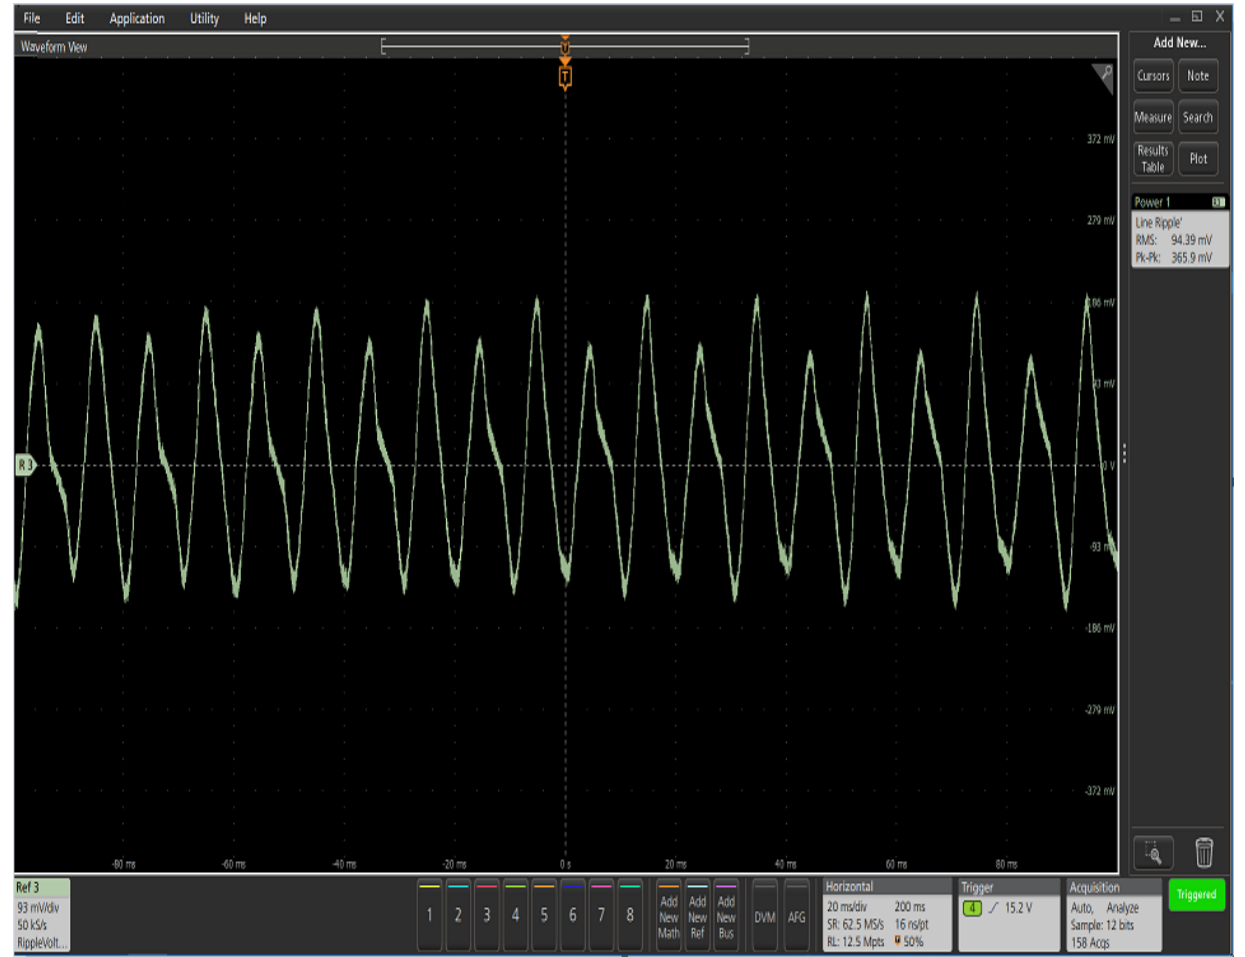 File Edit Application Utility Help
Waveform View
Add New...
Cursors Note
Measure Search
Results Table Plot
Power 1
Line Ripple'
RMS: 94.39 mV
Pk-Pk: 365.9 mV
T
T
372 mV
279 mV
186 mV
93 mV
R 3
0 V
-93 m
-186 mV
-279 mV
-372 mV
-80 ms -60 ms -40 ms -20 ms 0 s 20 ms 40 ms 60 ms 80 ms
Ref 3
93 mV/div
50 kS/s
RippleVolt...
1 2 3 4 5 6 7 8
Add New Math
Add New Ref
Add New Bus
DVM AFG
Horizontal
20 ms/div 200 ms
SR: 62.5 MS/s 16 ns/pt
RL: 12.5 Mpts 50%
Trigger
4 15.2 V
Acquisition
Auto, Analyze
Sample: 12 bits
158 Acqs
Triggered